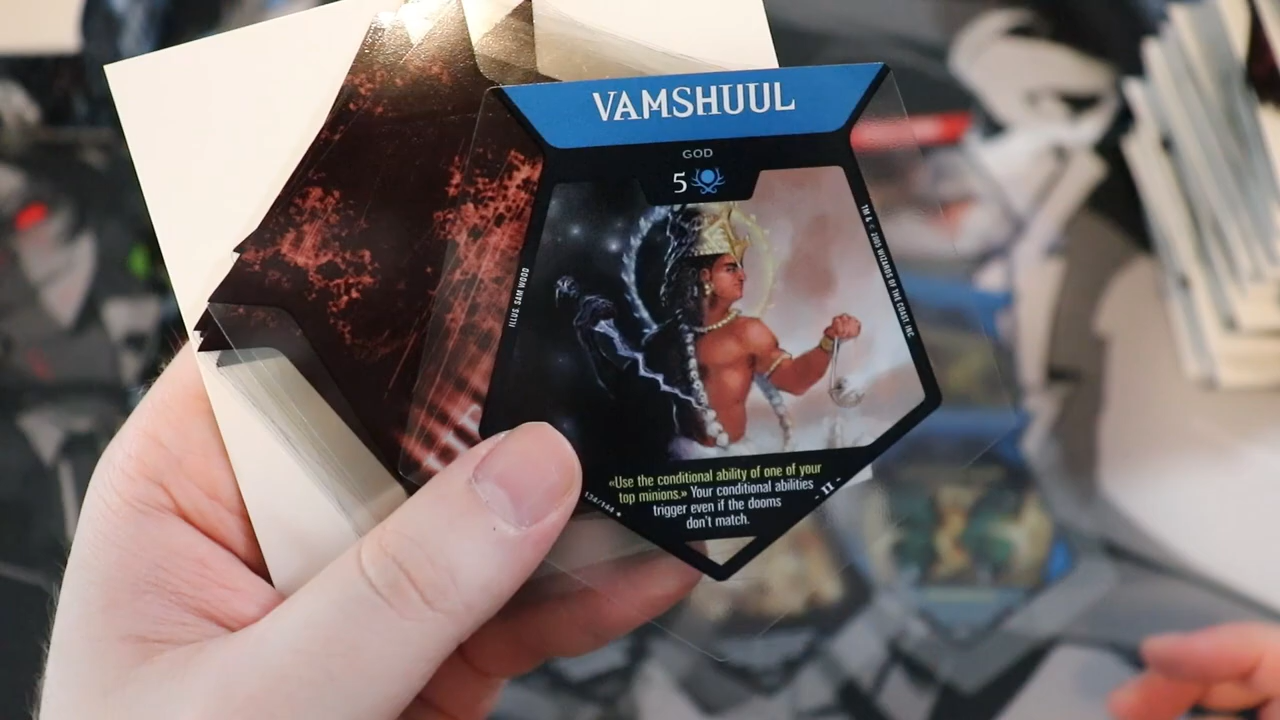 VAMSHUUL
GOD
5
ILLUS. SAM WOOD
TM & © 2005 WIZARDS OF THE COAST, INC
«Use the conditional ability of one of your
top minions.» Your conditional abilities
trigger even if the dooms
don't match.
134/144 ★
- II -